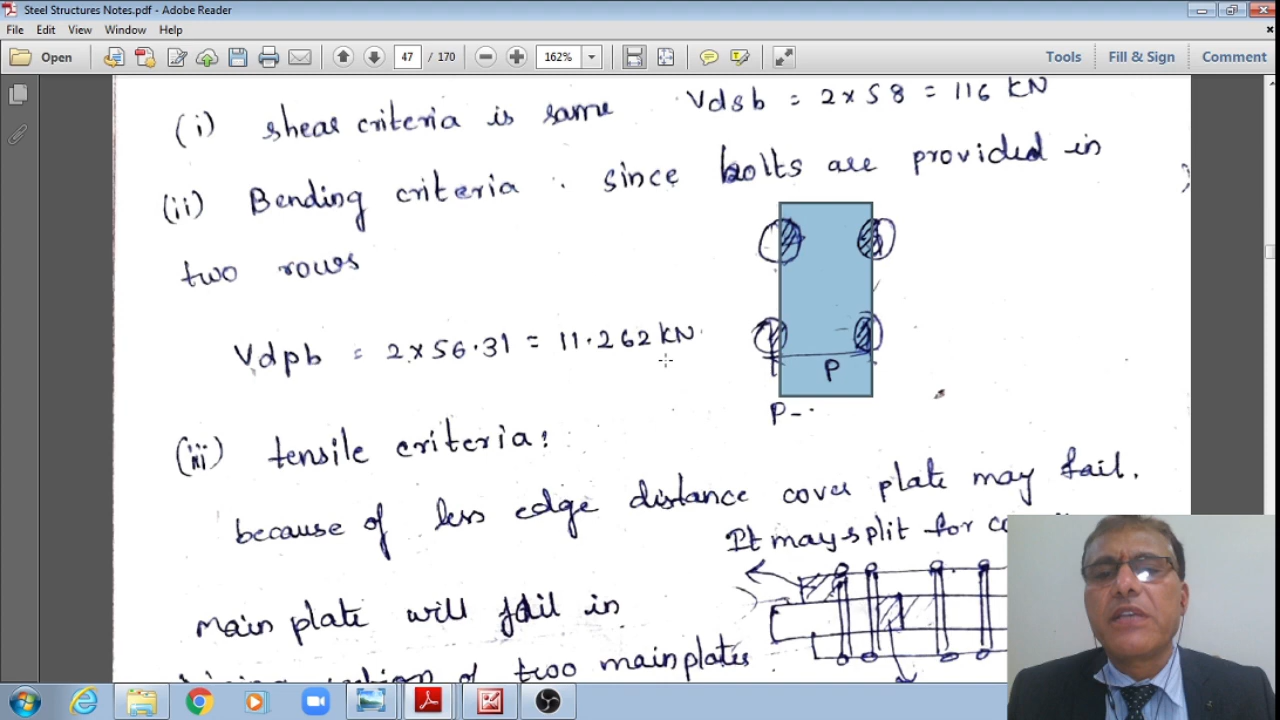 Steel Structures Notes.pdf - Adobe Reader
File Edit View Window Help
Open 47 / 170 162% Tools Fill & Sign Comment
(i) shear criteria is same Vdsb = 2 x 58 = 116 KN
(ii) Bending criteria . since bolts are provided in
two rows
Vdpb = 2 x 56.31 = 11.262 KN.
P
P-
(iii) tensile criteria:
because of less edge distance cover plate may fail.
It may split for
main plate will fail in
of two main plates